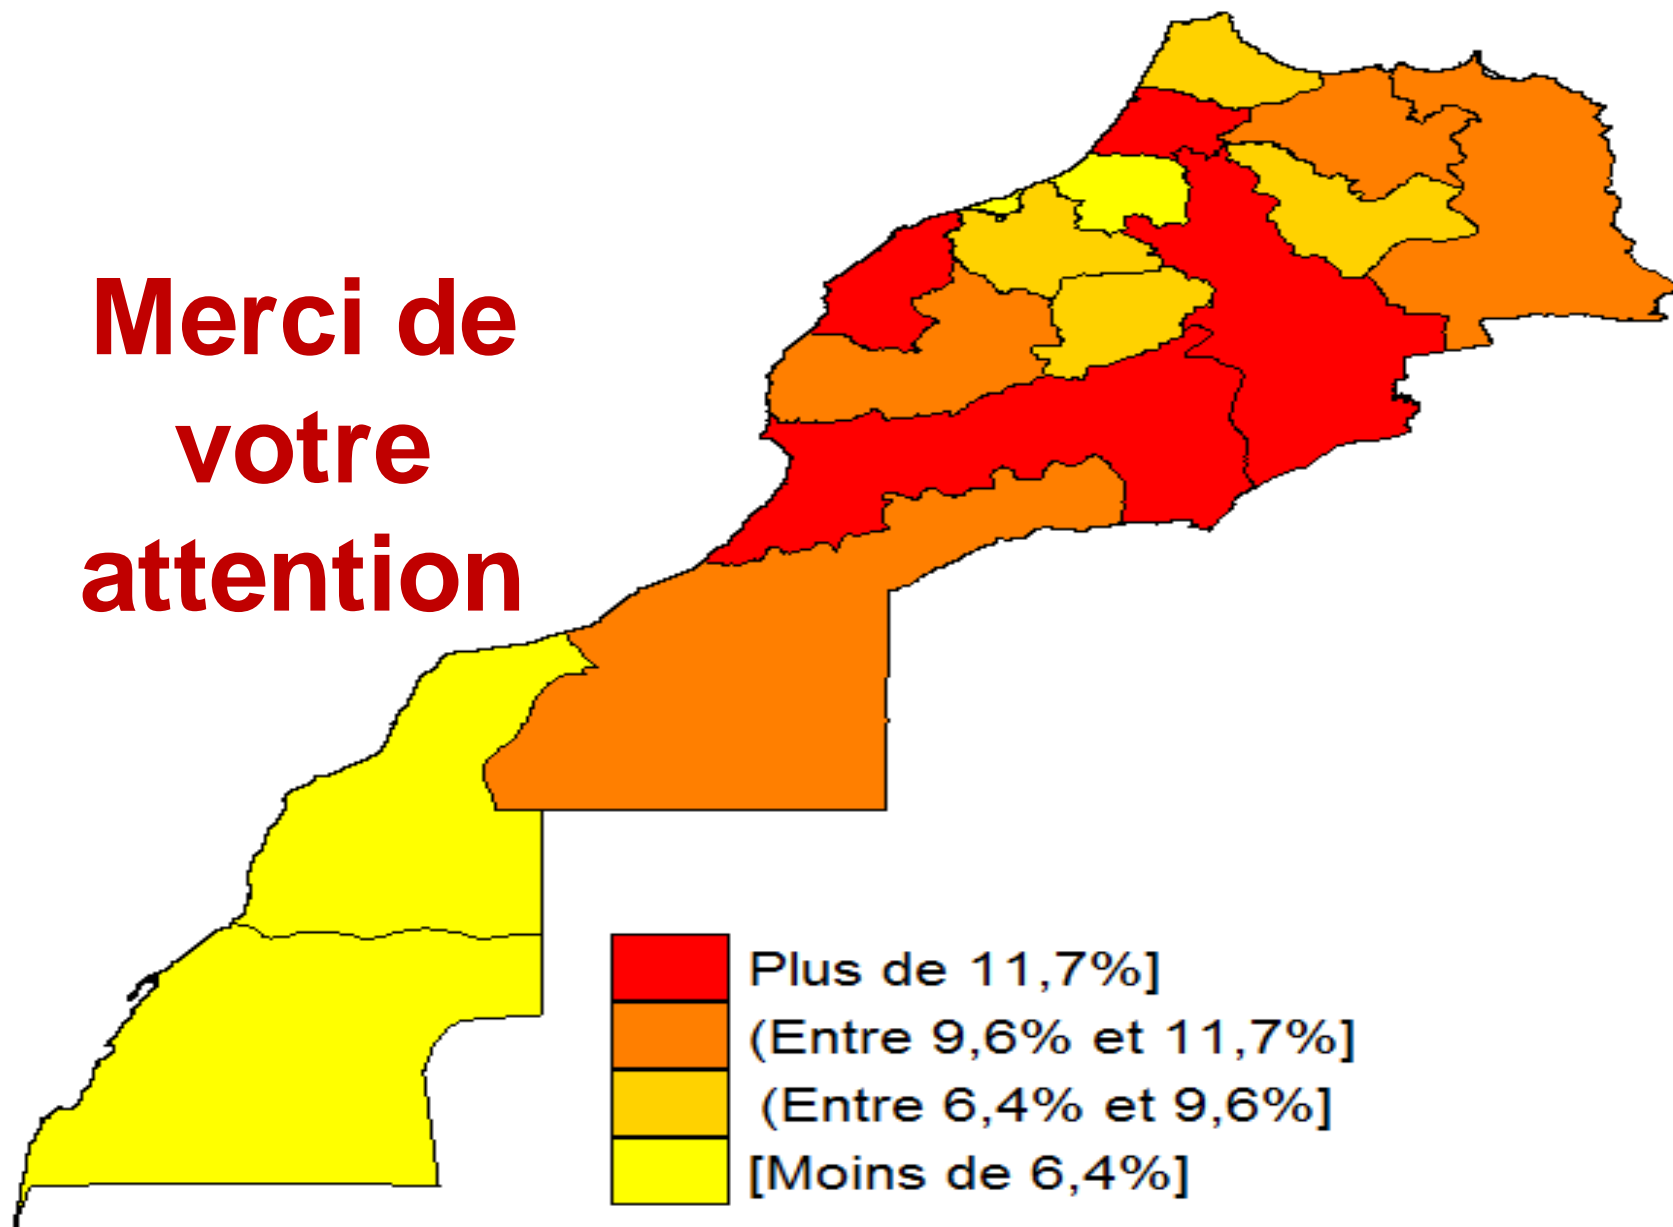 Merci de
votre
attention
Plus de 11,7%]
(Entre 9,6% et 11,7%]
(Entre 6,4% et 9,6%]
[Moins de 6,4%]